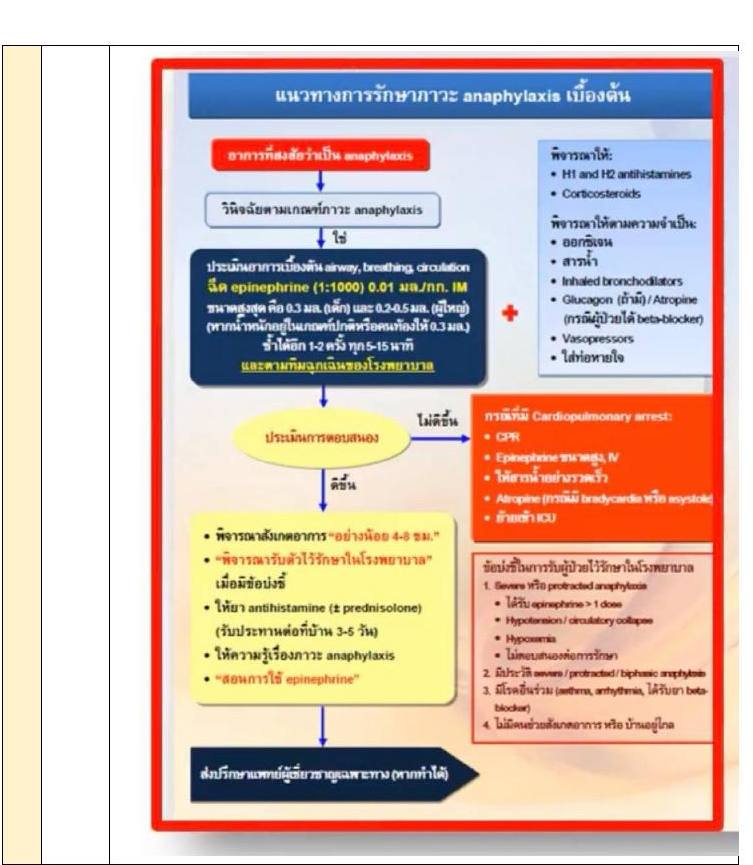 แนวทางการรักษาภาวะ anaphylaxis เบื้องต้น
อาการที่สงสัยว่าเป็น anaphylaxis
วินิจฉัยตามเกณฑ์ภาวะ anaphylaxis
ใช่
ประเมินอาการเบื้องต้น airway, breathing, circulation
ฉีด epinephrine (1:1000) 0.01 มล./กก. IM
ขนาดสูงสุด คือ 0.3 มล. (เด็ก) และ 0.2-0.5 มล. (ผู้ใหญ่)
(หากน้ำหนักอยู่ในเกณฑ์ปกติหรือคนท้องให้ 0.3 มล.)
ซ้ำได้อีก 1-2 ครั้ง ทุก 5-15 นาที
และตามทีมฉุกเฉินของโรงพยาบาล
+
พิจารณาให้:
• H1 and H2 antihistamines
• Corticosteroids
พิจารณาให้ตามความจำเป็น:
• ออกซิเจน
• สารน้ำ
• Inhaled bronchodilators
• Glucagon (ถ้ามี) / Atropine
(กรณีผู้ป่วยได้ beta-blocker)
• Vasopressors
• ใส่ท่อหายใจ
ประเมินการตอบสนอง
ไม่ดีขึ้น
กรณีที่มี Cardiopulmonary arrest:
• CPR
• Epinephrine ขนาดสูง, IV
• ให้สารน้ำอย่างรวดเร็ว
• Atropine (กรณีมี bradycardia หรือ asystole)
• ย้ายเข้า ICU
ดีขึ้น
• พิจารณาสังเกตอาการ “อย่างน้อย 4-8 ชม.”
• “พิจารณารับตัวไว้รักษาในโรงพยาบาล”
เมื่อมีข้อบ่งชี้
• ให้ยา antihistamine (± prednisolone)
(รับประทานต่อที่บ้าน 3-5 วัน)
• ให้ความรู้เรื่องภาวะ anaphylaxis
• “สอนการใช้ epinephrine”
ข้อบ่งชี้ในการรับผู้ป่วยไว้รักษาในโรงพยาบาล
1. Severe หรือ protracted anaphylaxis
• ได้รับ epinephrine > 1 dose
• Hypotension / circulatory collapse
• Hypoxemia
• ไม่ตอบสนองต่อการรักษา
2. มีประวัติ severe / protracted / biphasic anaphylaxis
3. มีโรคอื่นร่วม (asthma, arrhythmia, ได้รับยา beta-
blocker)
4. ไม่มีคนช่วยสังเกตอาการ หรือ บ้านอยู่ไกล
ส่งปรึกษาแพทย์ผู้เชี่ยวชาญเฉพาะทาง (หากทำได้)